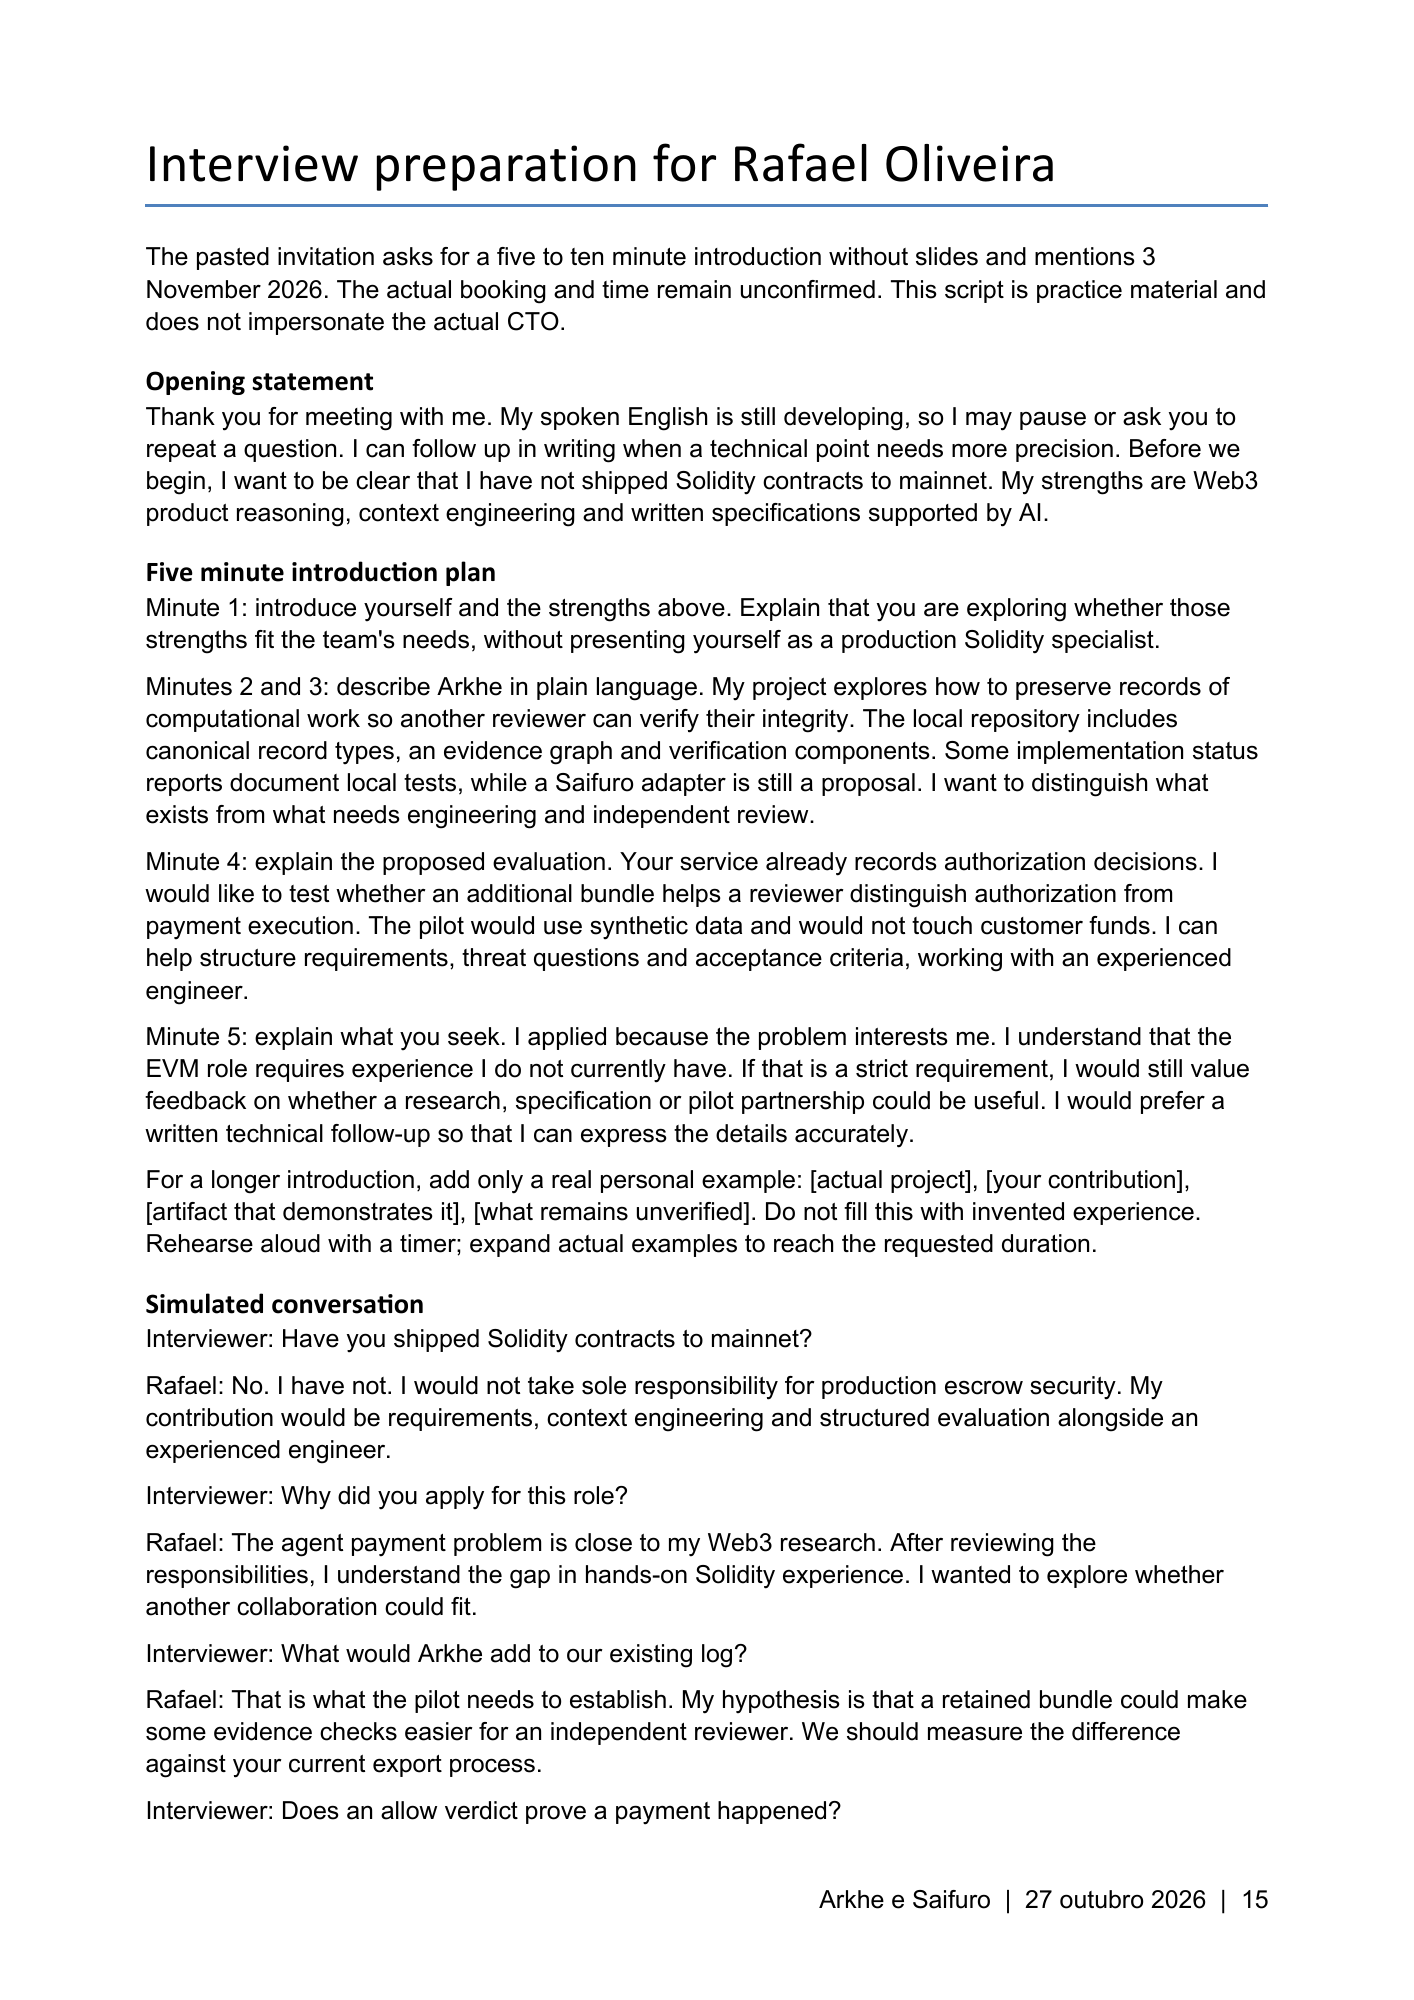 Interview preparation for Rafael Oliveira
The pasted invitation asks for a five to ten minute introduction without slides and mentions 3
November 2026. The actual booking and time remain unconfirmed. This script is practice material and
does not impersonate the actual CTO.
Opening statement
Thank you for meeting with me. My spoken English is still developing, so I may pause or ask you to
repeat a question. I can follow up in writing when a technical point needs more precision. Before we
begin, I want to be clear that I have not shipped Solidity contracts to mainnet. My strengths are Web3
product reasoning, context engineering and written specifications supported by AI.
Five minute introduction plan
Minute 1: introduce yourself and the strengths above. Explain that you are exploring whether those
strengths fit the team's needs, without presenting yourself as a production Solidity specialist.
Minutes 2 and 3: describe Arkhe in plain language. My project explores how to preserve records of
computational work so another reviewer can verify their integrity. The local repository includes
canonical record types, an evidence graph and verification components. Some implementation status
reports document local tests, while a Saifuro adapter is still a proposal. I want to distinguish what
exists from what needs engineering and independent review.
Minute 4: explain the proposed evaluation. Your service already records authorization decisions. I
would like to test whether an additional bundle helps a reviewer distinguish authorization from
payment execution. The pilot would use synthetic data and would not touch customer funds. I can
help structure requirements, threat questions and acceptance criteria, working with an experienced
engineer.
Minute 5: explain what you seek. I applied because the problem interests me. I understand that the
EVM role requires experience I do not currently have. If that is a strict requirement, I would still value
feedback on whether a research, specification or pilot partnership could be useful. I would prefer a
written technical follow-up so that I can express the details accurately.
For a longer introduction, add only a real personal example: [actual project], [your contribution],
[artifact that demonstrates it], [what remains unverified]. Do not fill this with invented experience.
Rehearse aloud with a timer; expand actual examples to reach the requested duration.
Simulated conversation
Interviewer: Have you shipped Solidity contracts to mainnet?
Rafael: No. I have not. I would not take sole responsibility for production escrow security. My
contribution would be requirements, context engineering and structured evaluation alongside an
experienced engineer.
Interviewer: Why did you apply for this role?
Rafael: The agent payment problem is close to my Web3 research. After reviewing the
responsibilities, I understand the gap in hands-on Solidity experience. I wanted to explore whether
another collaboration could fit.
Interviewer: What would Arkhe add to our existing log?
Rafael: That is what the pilot needs to establish. My hypothesis is that a retained bundle could make
some evidence checks easier for an independent reviewer. We should measure the difference
against your current export process.
Interviewer: Does an allow verdict prove a payment happened?
Arkhe e Saifuro | 27 outubro 2026 | 15